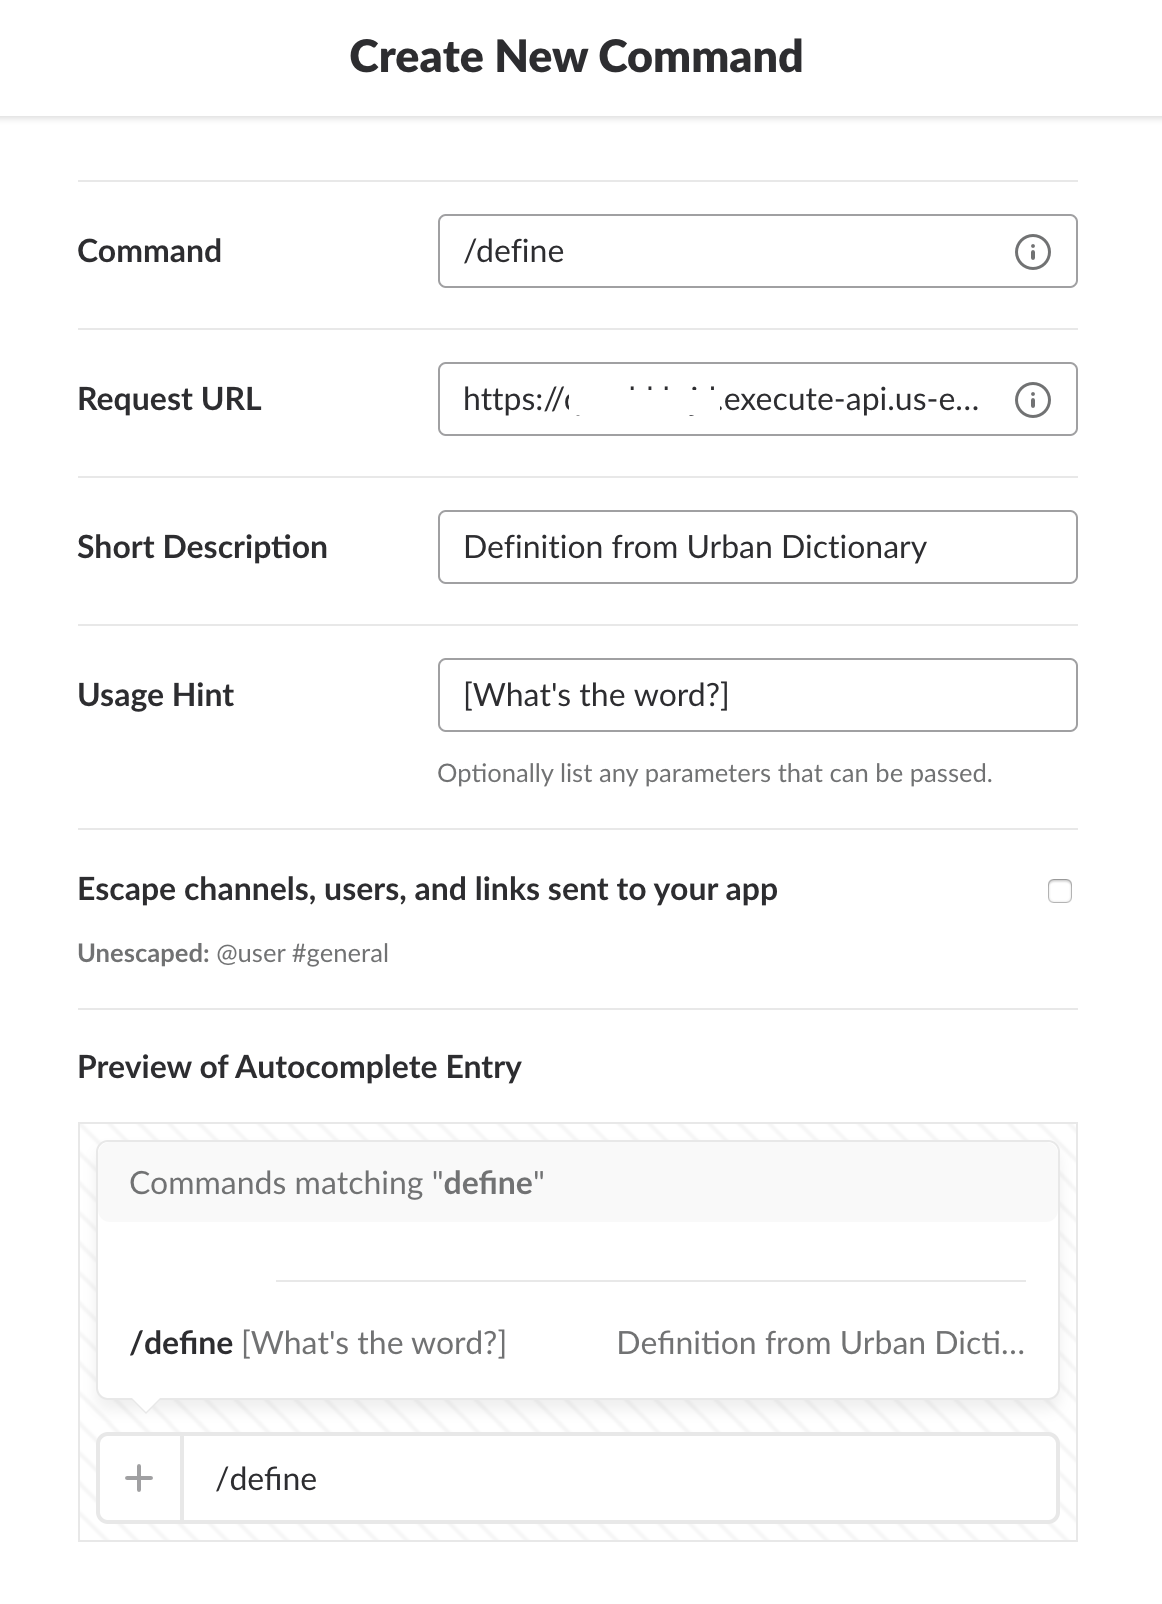 Create New Command
Command
/define
Request URL
https:// .execute-api.us-e...
Short Description
Definition from Urban Dictionary
Usage Hint
[What's the word?]
Optionally list any parameters that can be passed.
Escape channels, users, and links sent to your app
Unescaped: @user #general
Preview of Autocomplete Entry
Commands matching "define"
/define [What's the word?] Definition from Urban Dicti...
/define